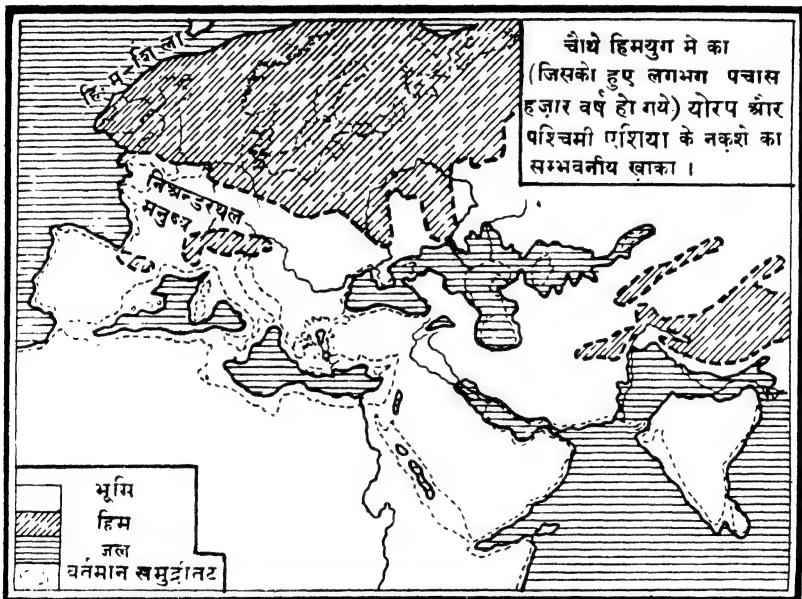 चौथे हिमयुग में का
(जिसको हुए लगभग पचास
हज़ार वर्ष हो गये) योरप और
पश्चिमी एशिया के नक़शे का
सम्भवनीय ख़ाका ।
हि-म-शिला
निअन्डरथल
मनुष्य
भूमि
हिम
जल
वर्तमान समुद्रतट